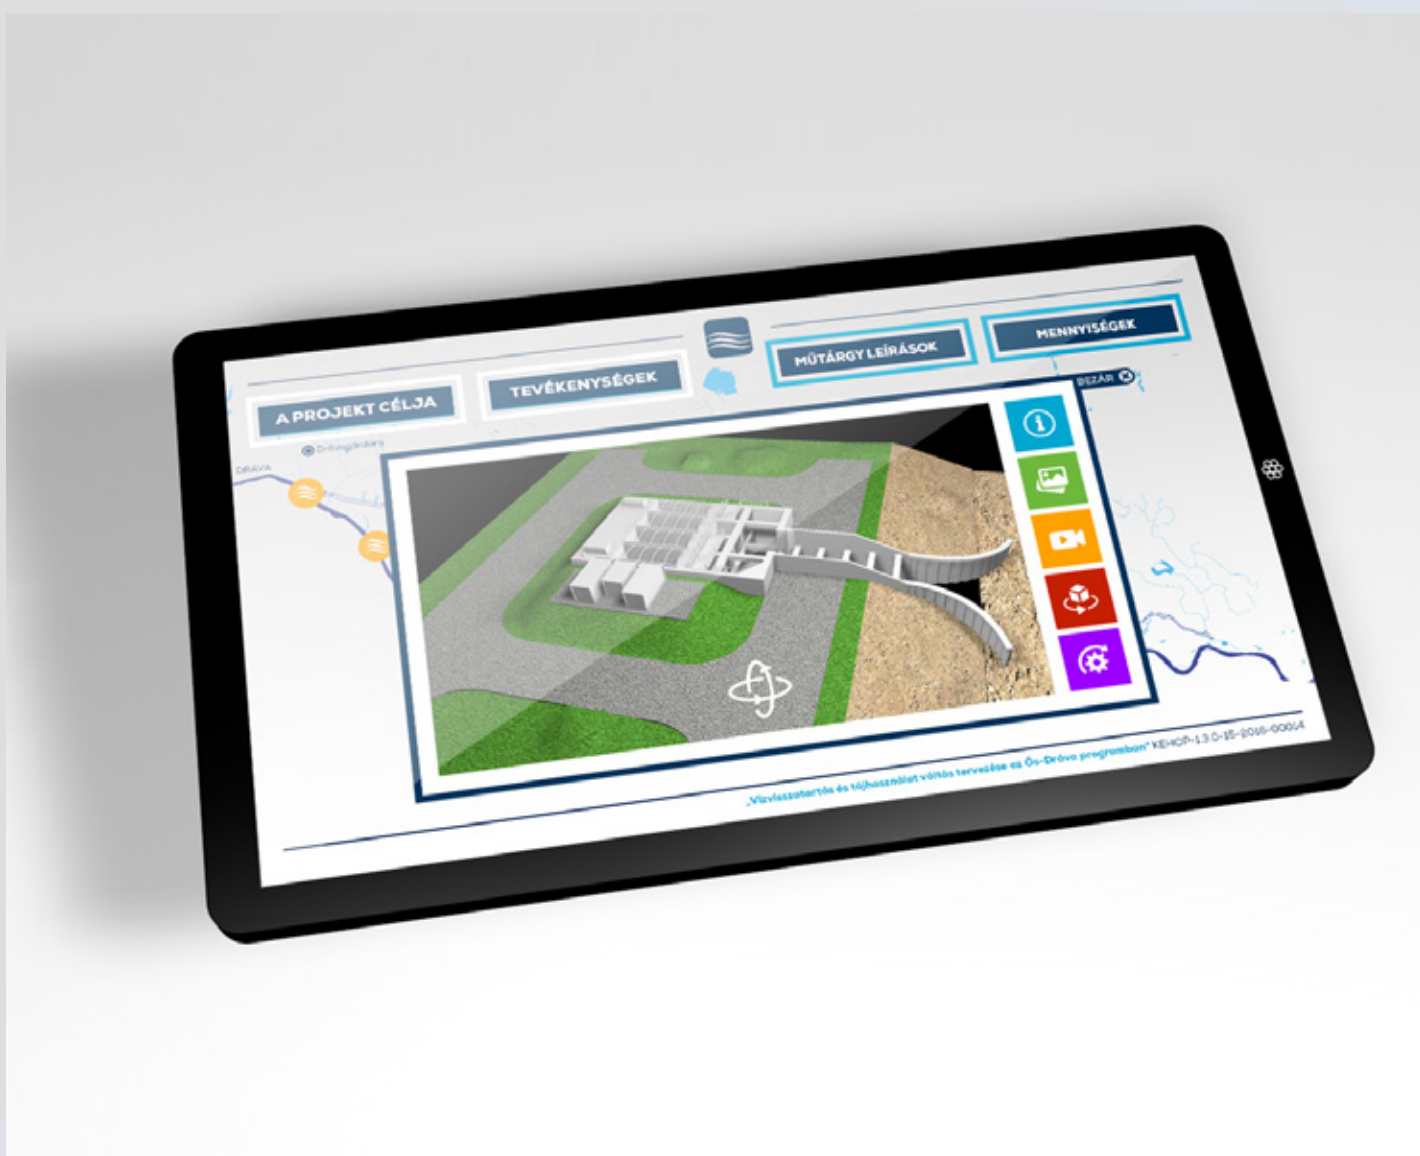 A PROJEKT CÉLJA
TEVÉKENYSÉGEK
MŰTÁRGY LEÍRÁSOK
MENNYISÉGEK
BEZÁR
DRÁVA
„Vízvisszatartás és tájhasználat váltás tervezése az Ős-Dráva programban” KEHOP-1.3.0-15-2016-00014